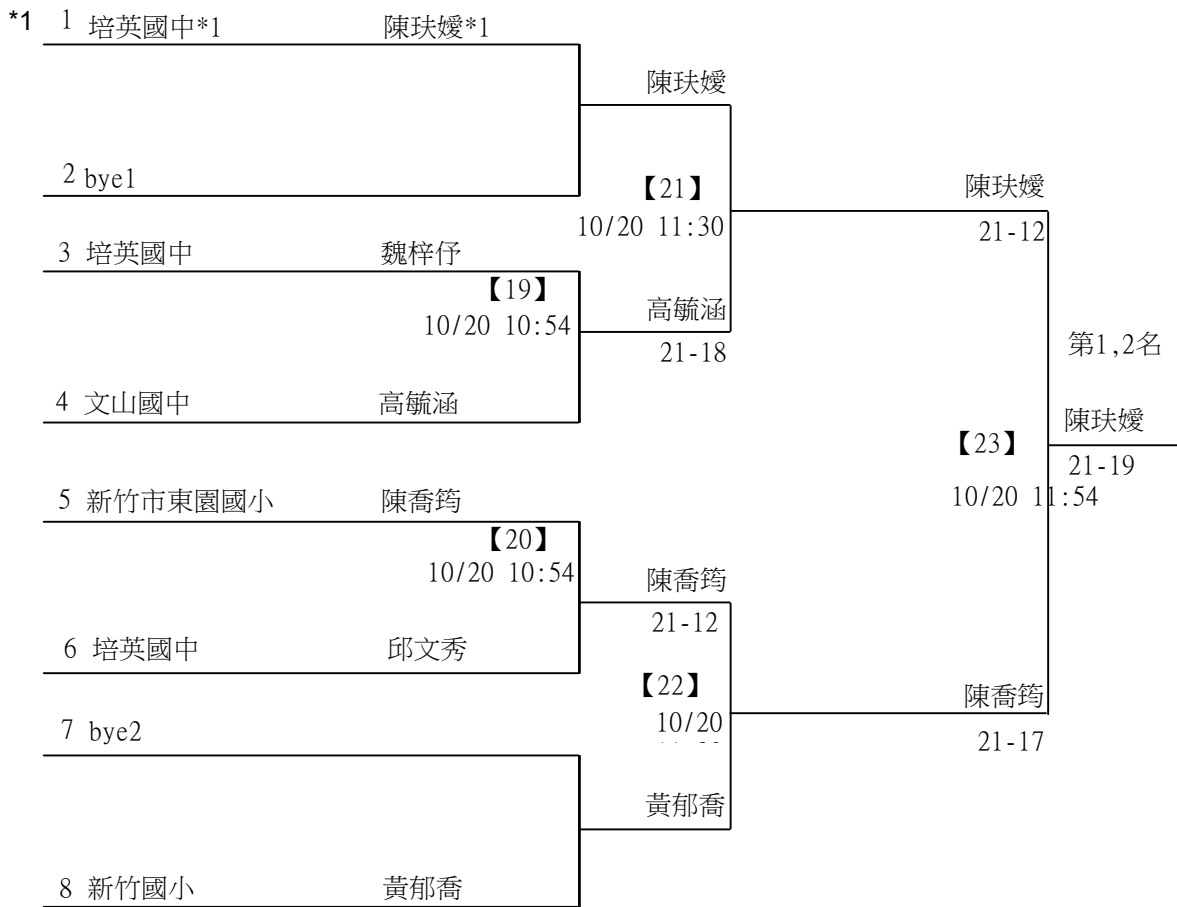 *1 1 培英國中*1 陳玞嬡*1
陳玞嬡
2 bye1
【21】
陳玞嬡
10/20 11:30
21-12
3 培英國中 魏梓伃
【19】
高毓涵
10/20 10:54
21-18
第1,2名
4 文山國中 高毓涵
陳玞嬡
【23】
21-19
5 新竹市東園國小 陳喬筠
10/20 11:54
【20】
10/20 10:54
陳喬筠
21-12
6 培英國中 邱文秀
【22】
陳喬筠
7 bye2
10/20
21-17
黃郁喬
8 新竹國小 黃郁喬